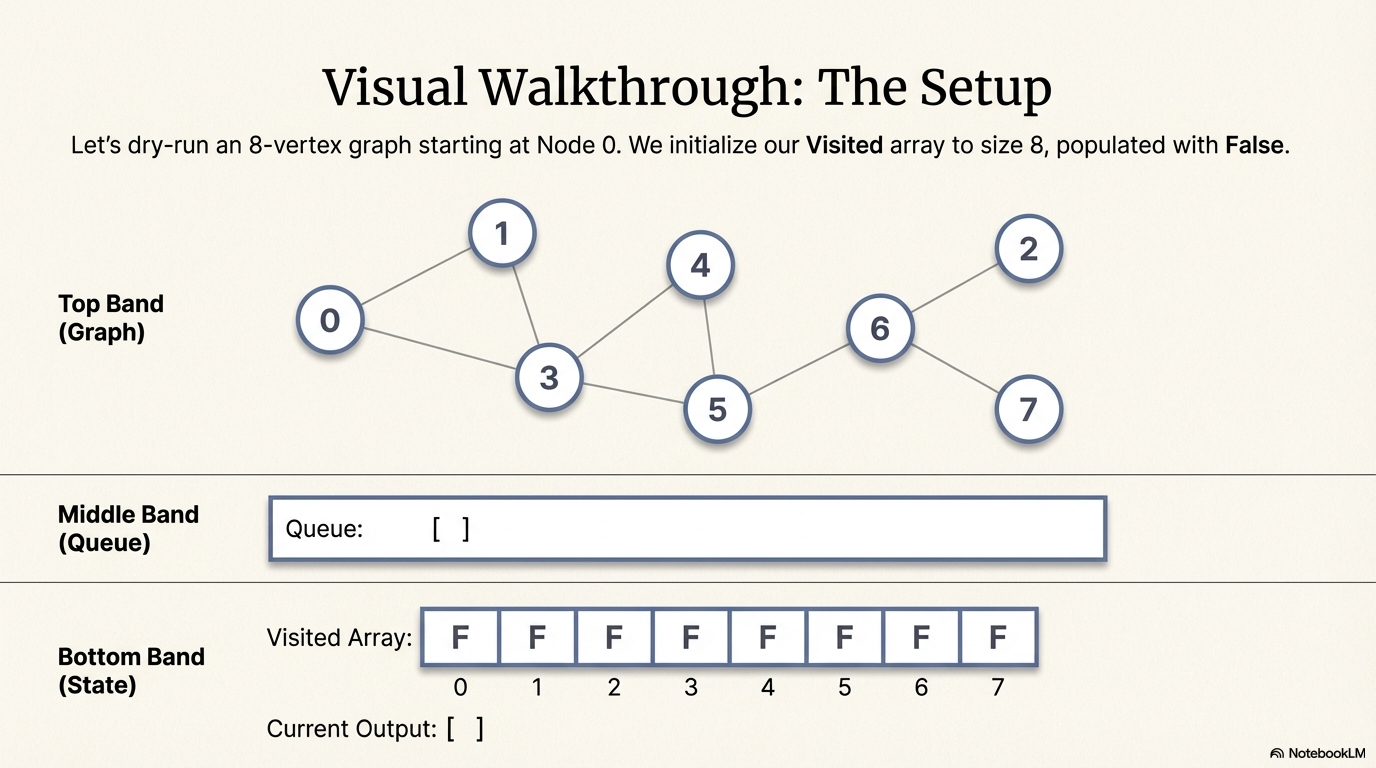 Visual Walkthrough: The Setup
Let’s dry-run an 8-vertex graph starting at Node 0. We initialize our Visited array to size 8, populated with False.
Top Band
(Graph)
0
1
3
4
5
6
2
7
Middle Band
(Queue)
Queue: [ ]
Bottom Band
(State)
Visited Array: F F F F F F F F
0 1 2 3 4 5 6 7
Current Output: [ ]
NotebookLM